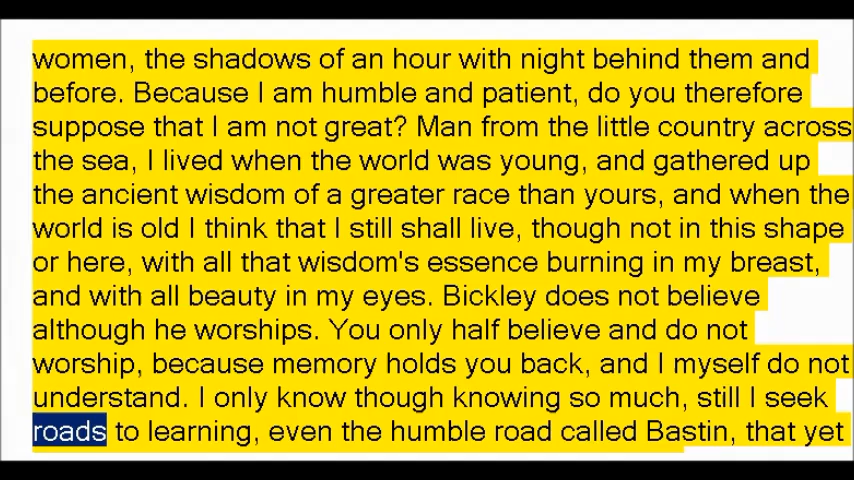 women, the shadows of an hour with night behind them and
before. Because I am humble and patient, do you therefore
suppose that I am not great? Man from the little country across
the sea, I lived when the world was young, and gathered up
the ancient wisdom of a greater race than yours, and when the
world is old I think that I still shall live, though not in this shape
or here, with all that wisdom's essence burning in my breast,
and with all beauty in my eyes. Bickley does not believe
although he worships. You only half believe and do not
worship, because memory holds you back, and I myself do not
understand. I only know though knowing so much, still I seek
roads to learning, even the humble road called Bastin, that yet